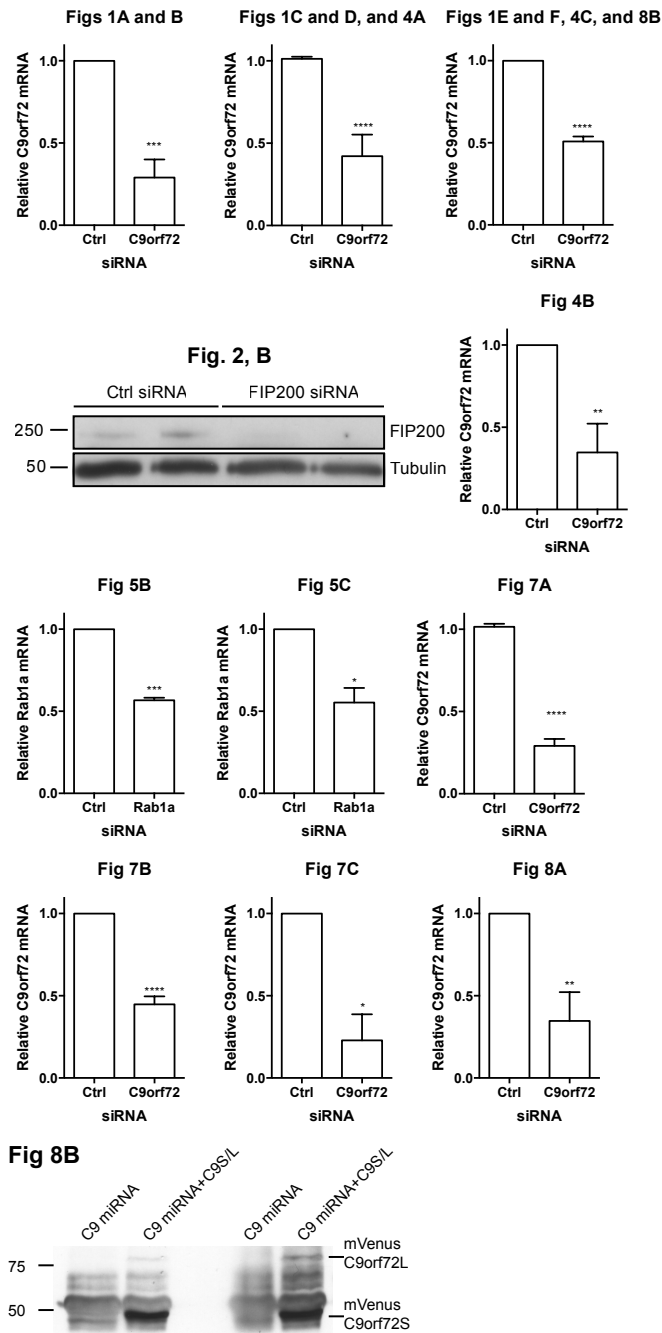 Figs 1A and B
Relative C9orf72 mRNA
1.0
0.5
0.0
***
Ctrl C9orf72
siRNA
Figs 1C and D, and 4A
Relative C9orf72 mRNA
1.0
0.5
0.0
****
Ctrl C9orf72
siRNA
Figs 1E and F, 4C, and 8B
Relative C9orf72 mRNA
1.0
0.5
0.0
****
Ctrl C9orf72
siRNA
Fig. 2, B
Ctrl siRNA FIP200 siRNA
250 FIP200
50 Tubulin
Fig 4B
Relative C9orf72 mRNA
1.0
0.5
0.0
**
Ctrl C9orf72
siRNA
Fig 5B
Relative Rab1a mRNA
1.0
0.5
0.0
***
Ctrl Rab1a
siRNA
Fig 5C
Relative Rab1a mRNA
1.0
0.5
0.0
*
Ctrl Rab1a
siRNA
Fig 7A
Relative C9orf72 mRNA
1.0
0.5
0.0
****
Ctrl C9orf72
siRNA
Fig 7B
Relative C9orf72 mRNA
1.0
0.5
0.0
****
Ctrl C9orf72
siRNA
Fig 7C
Relative C9orf72 mRNA
1.0
0.5
0.0
*
Ctrl C9orf72
siRNA
Fig 8A
Relative C9orf72 mRNA
1.0
0.5
0.0
**
Ctrl C9orf72
siRNA
Fig 8B
C9 miRNA
C9 miRNA+C9S/L
C9 miRNA
C9 miRNA+C9S/L
75
50
mVenus
C9orf72L
mVenus
C9orf72S